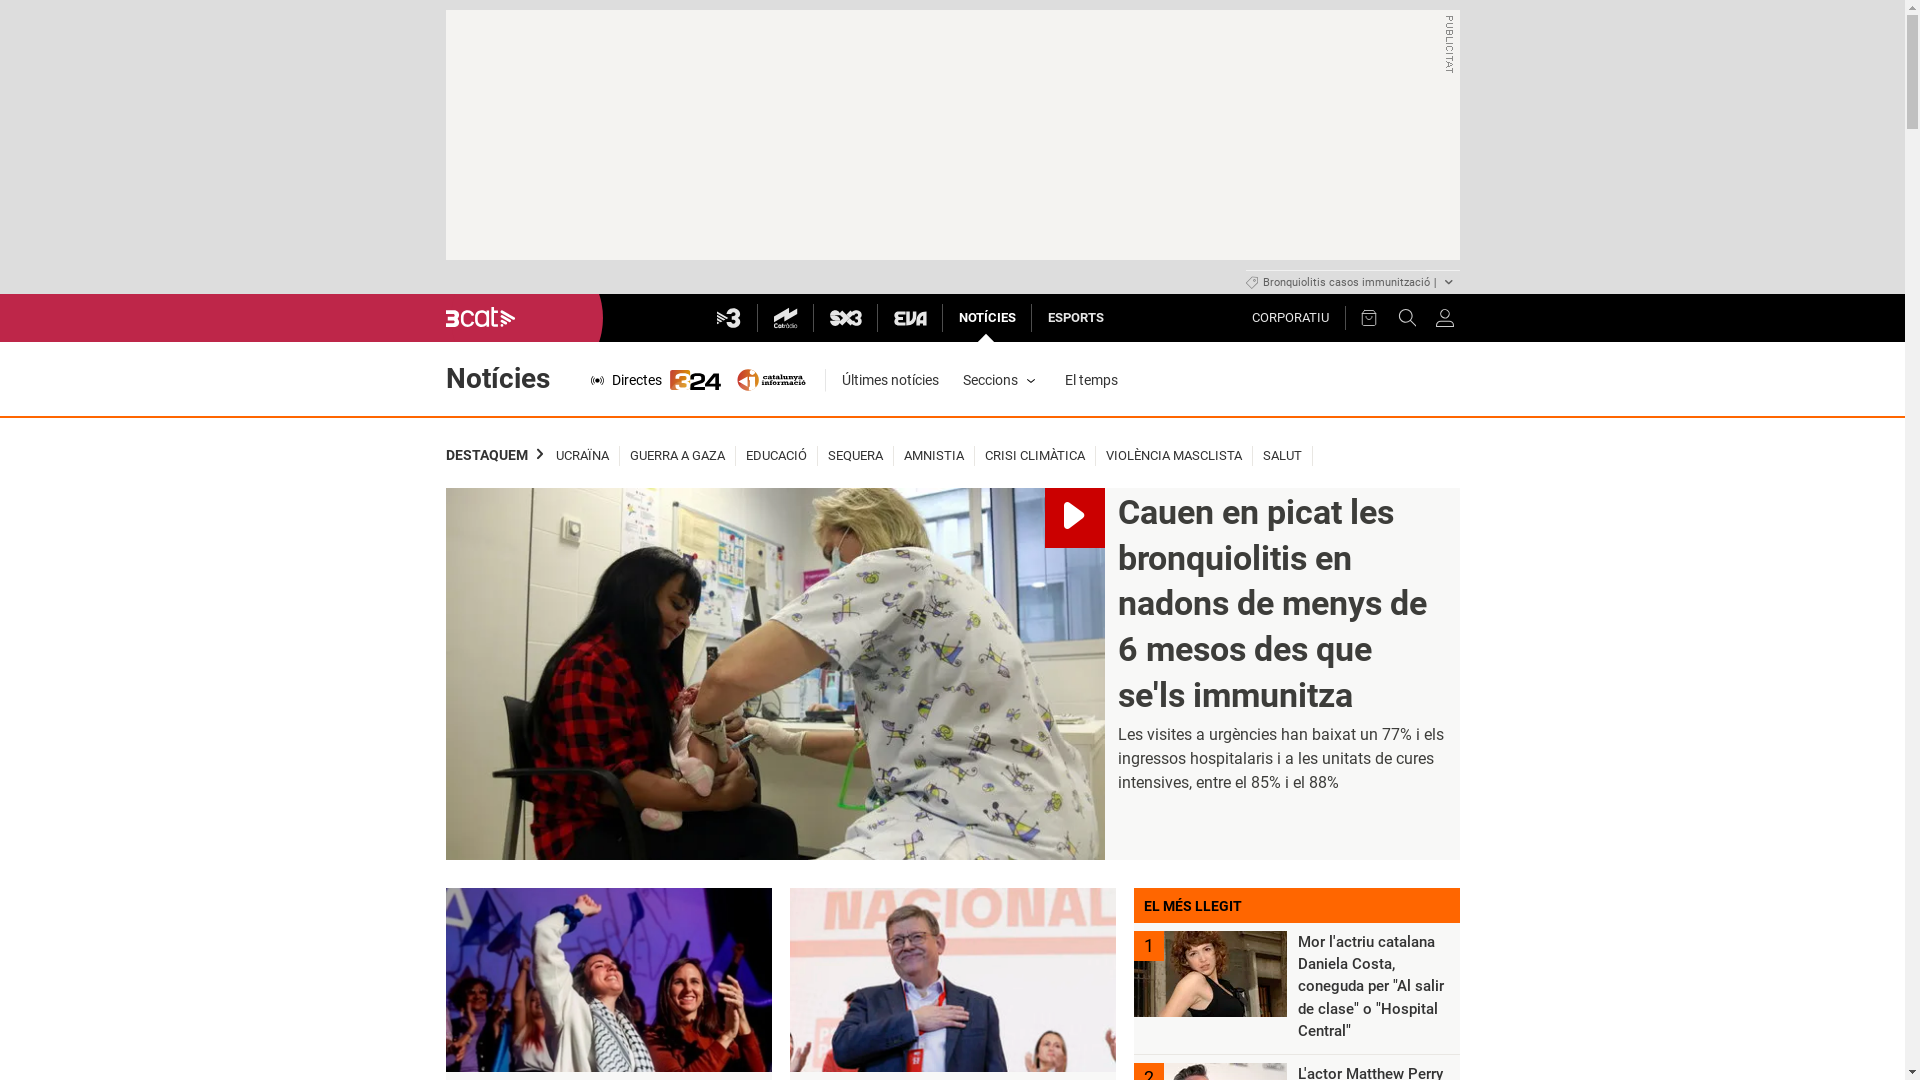 PUBLICITAT
Bronquiolitis casos immunització |
3cat
3
Catràdio
SX3
EVA
NOTÍCIES
ESPORTS
CORPORATIU
Notícies
Directes
324
catalunya
informació
Últimes notícies
Seccions
El temps
DESTAQUEM
UCRAÏNA
GUERRA A GAZA
EDUCACIÓ
SEQUERA
AMNISTIA
CRISI CLIMÀTICA
VIOLÈNCIA MASCLISTA
SALUT
Cauen en picat les
bronquiolitis en
nadons de menys de
6 mesos des que
se'ls immunitza
Les visites a urgències han baixat un 77% i els
ingressos hospitalaris i a les unitats de cures
intensives, entre el 85% i el 88%
NACIONAL
EL MÉS LLEGIT
1
Mor l'actriu catalana
Daniela Costa,
coneguda per "Al salir
de clase" o "Hospital
Central"
2
L'actor Matthew Perry